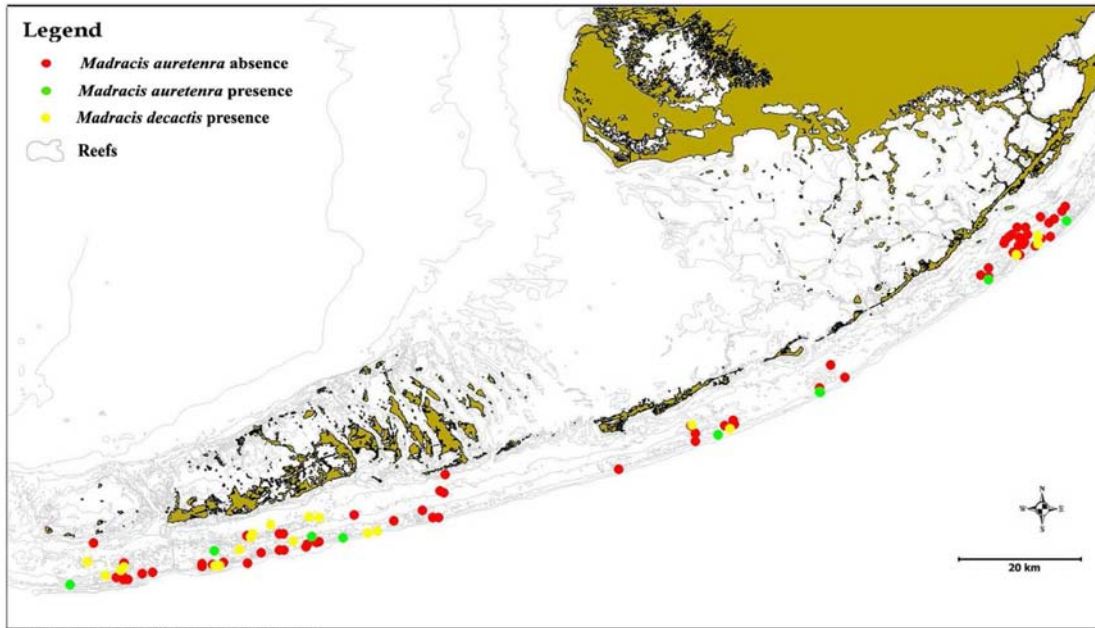 Legend
Madracis auretenra absence
Madracis auretenra presence
Madracis decactis presence
Reefs
N
W E
S
20 km